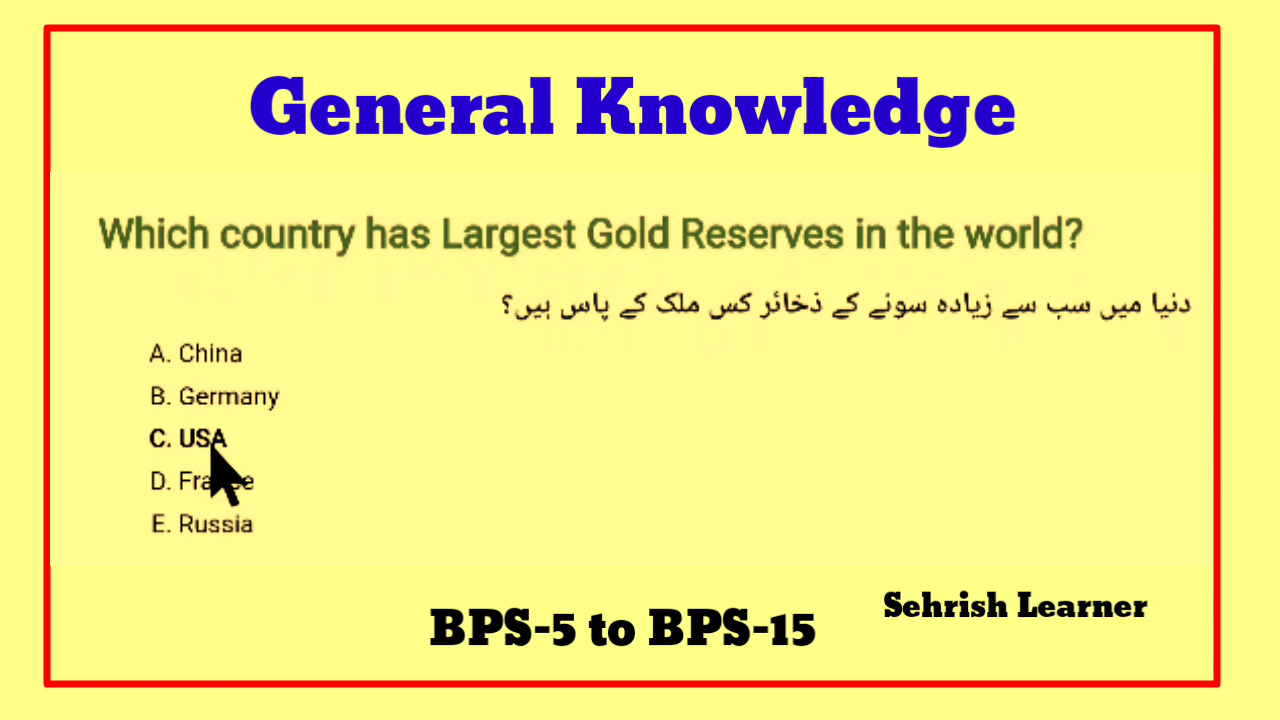 General Knowledge
Which country has Largest Gold Reserves in the world?
دنیا میں سب سے زیادہ سونے کے ذخائر کس ملک کے پاس ہیں؟
A. China
B. Germany
C. USA
D. France
E. Russia
Sehrish Learner
BPS-5 to BPS-15